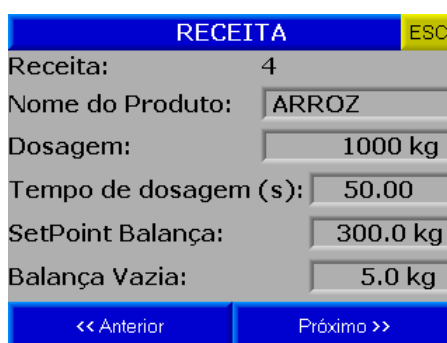 RECEITA ESC
Receita: 4
Nome do Produto: ARROZ
Dosagem: 1000 kg
Tempo de dosagem (s): 50.00
SetPoint Balança: 300.0 kg
Balança Vazia: 5.0 kg
<< Anterior Próximo >>